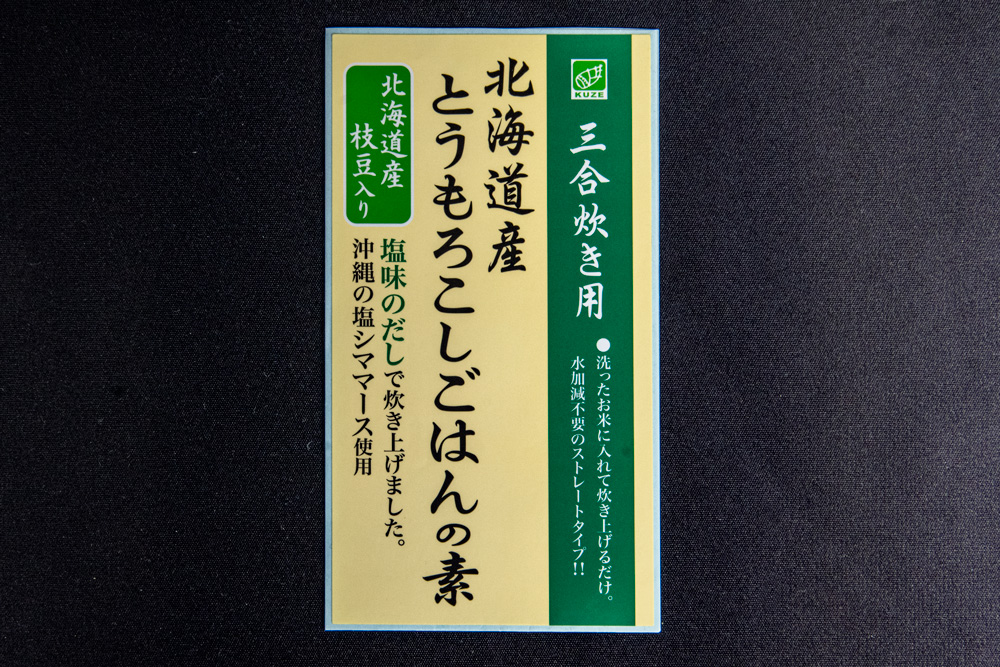 KUZE
三合炊き用
●洗ったお米に入れて炊き上げるだけ。
水加減不要のストレートタイプ!!
北海道産
とうもろこしごはんの素
北海道産
枝豆入り
塩味のだしで炊き上げました。
沖縄の塩シママース使用